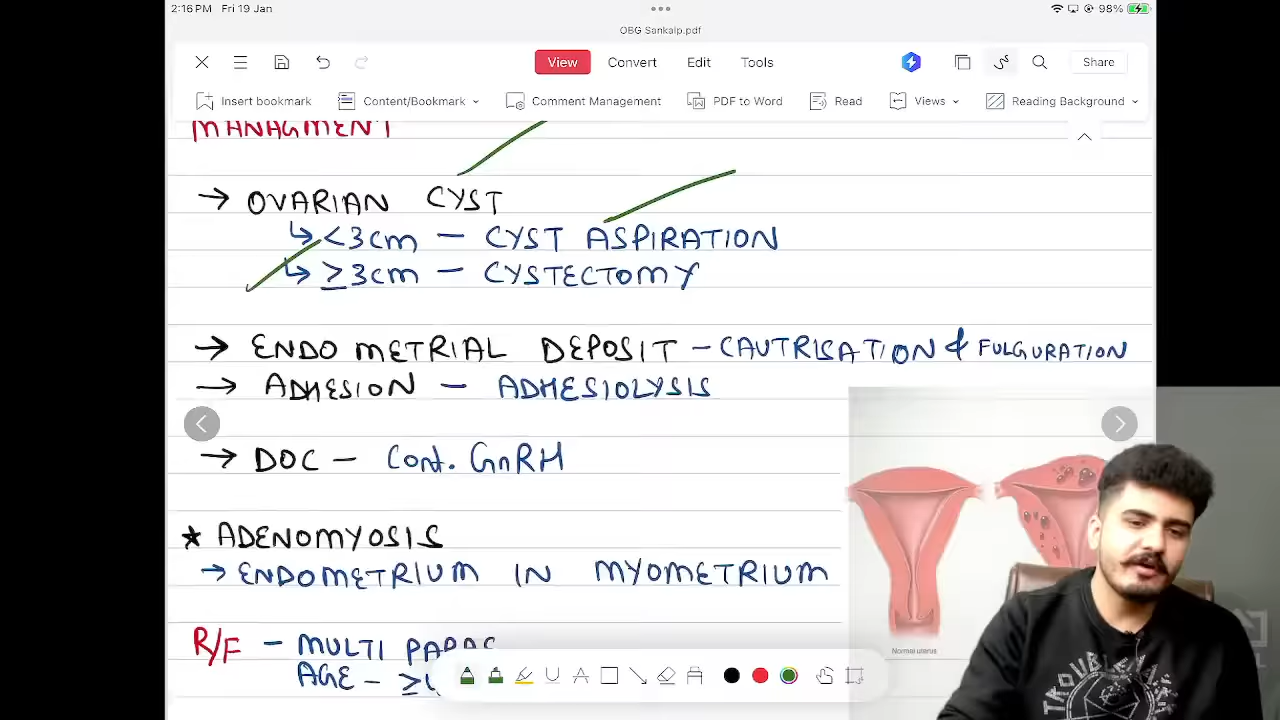 2:16 PM Fri 19 Jan
98%
OBG Sankalp.pdf
View Convert Edit Tools Share
Insert bookmark Content/Bookmark Comment Management PDF to Word Read Views Reading Background
MANAGMENT
→ OVARIAN CYST
↳ <3cm - CYST ASPIRATION
↳ ≥3cm - CYSTECTOMY
→ ENDOMETRIAL DEPOSIT - CAUTRISATION & FULGURATION
→ ADHESION - ADHESIOLYSIS
→ DOC - Cont. GnRH
★ ADENOMYOSIS
→ ENDOMETRIUM IN MYOMETRIUM
Normal uterus
R/F - MULTI
AGE - ≥